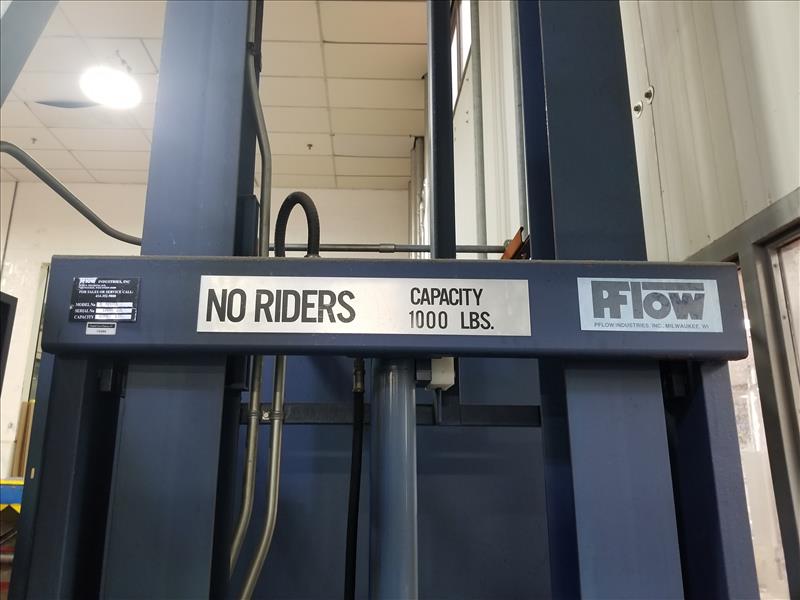 PFlow INDUSTRIES, INC
FOR SALES OR SERVICE CALL:
MODEL No
SERIAL No
CAPACITY
NO RIDERS
CAPACITY
1000 LBS.
PFlow
PFLOW INDUSTRIES, INC. MILWAUKEE, WI